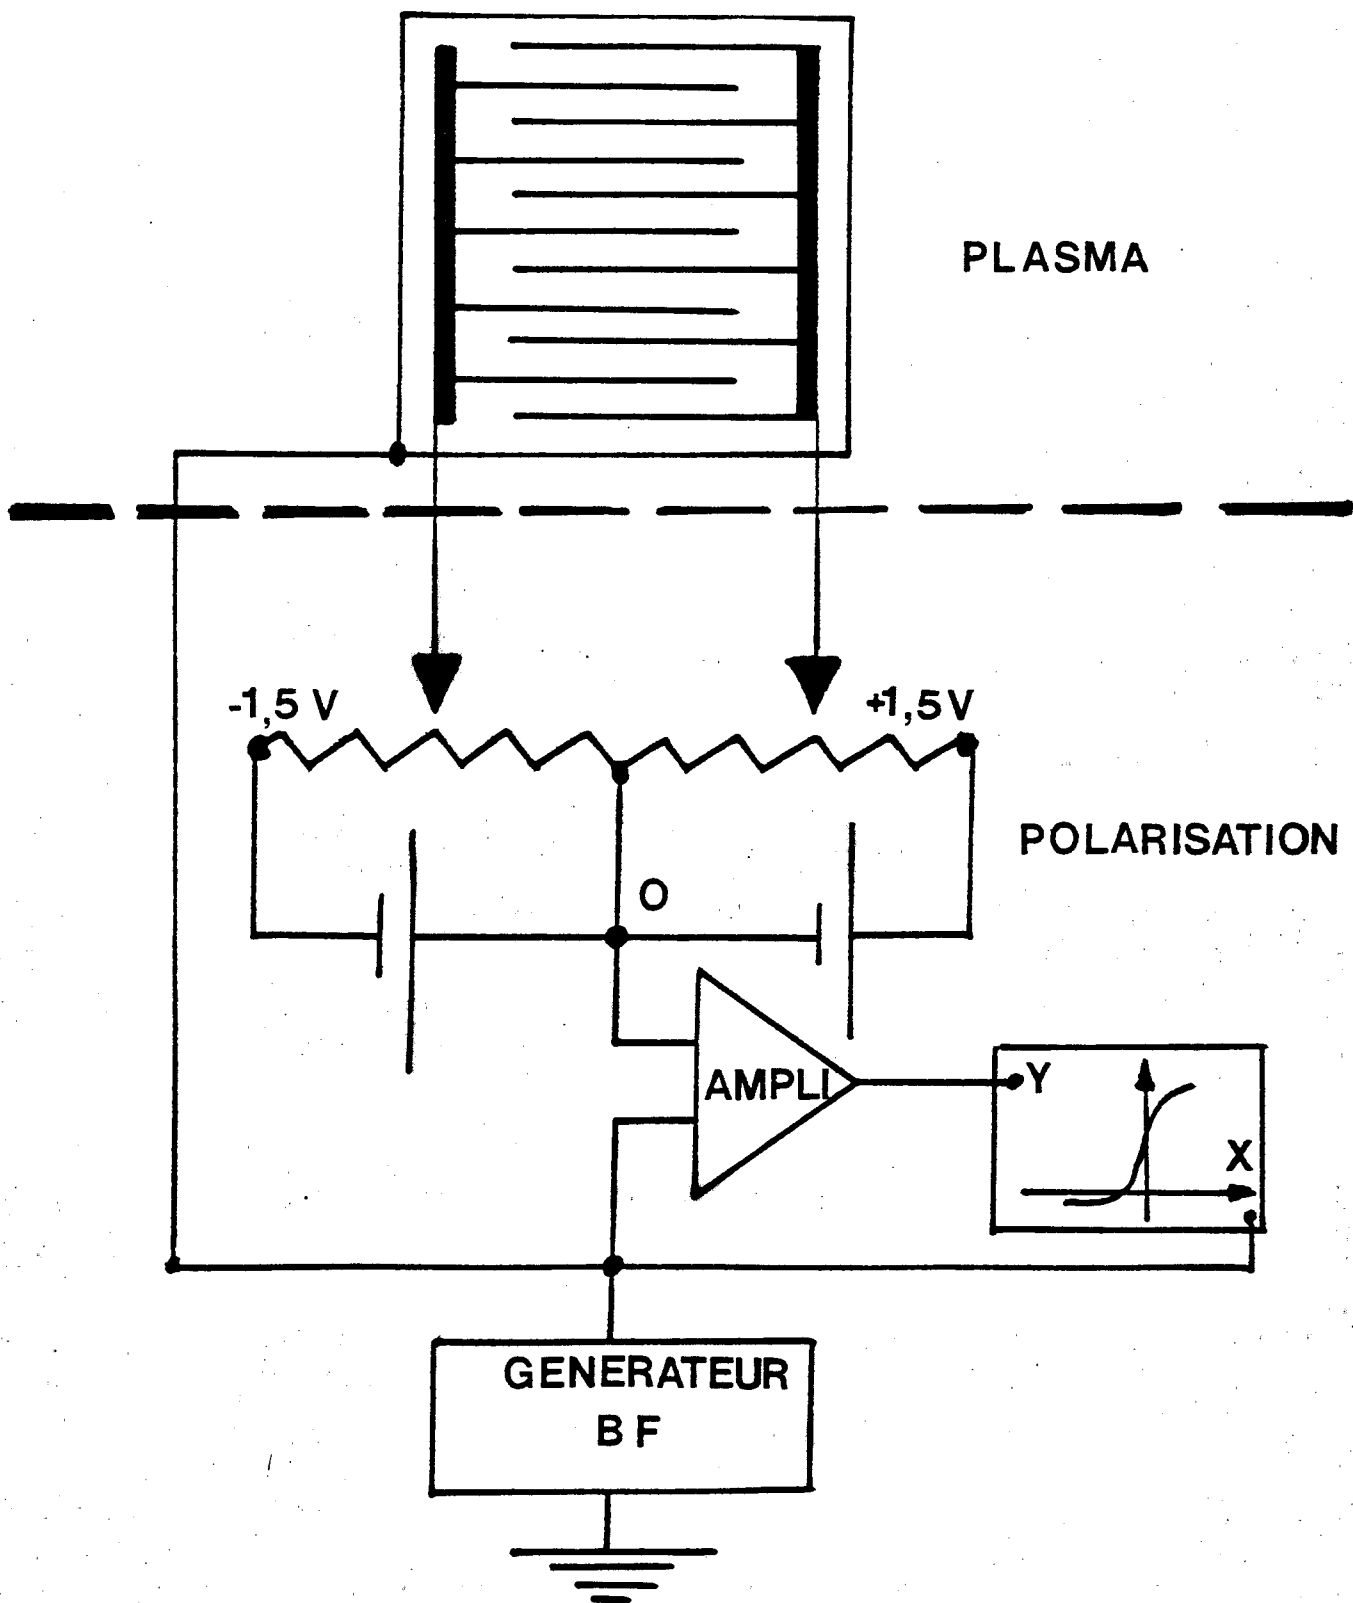 PLASMA
-1,5 V
+1,5V
POLARISATION
O
AMPLI
Y
X
GENERATEUR
BF